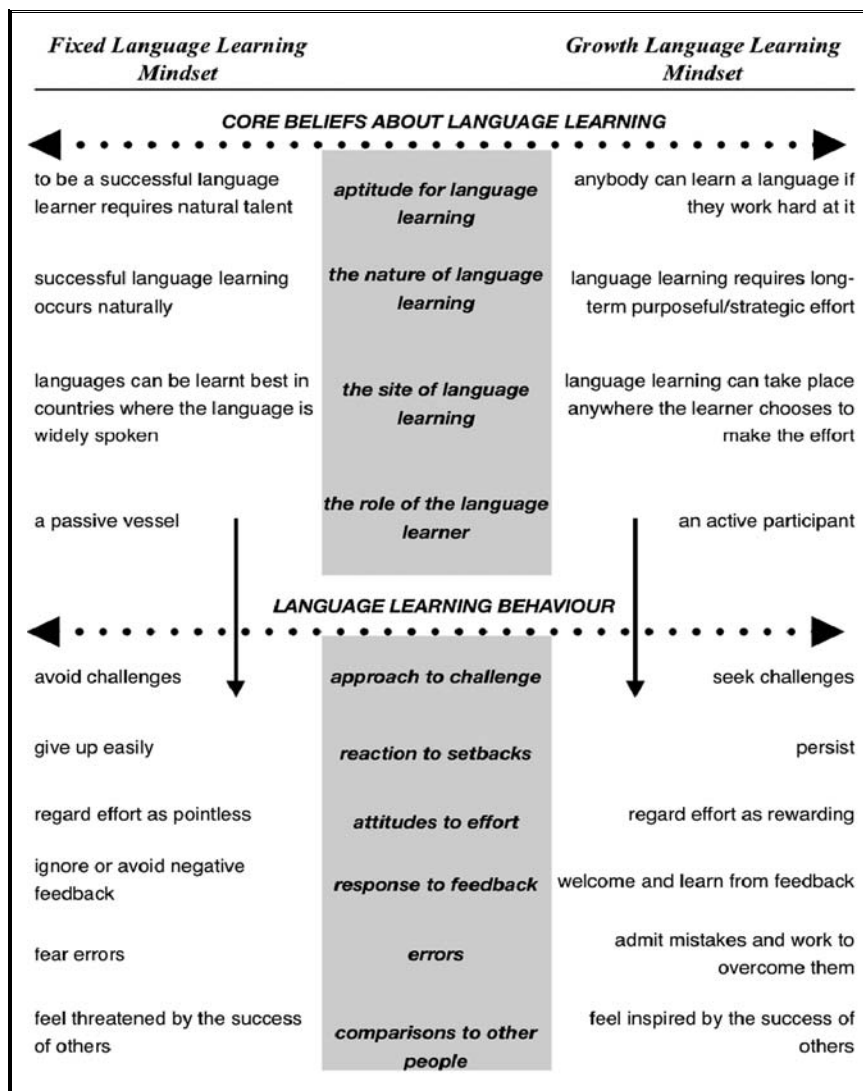 Fixed Language Learning
Mindset
Growth Language Learning
Mindset
CORE BELIEFS ABOUT LANGUAGE LEARNING
to be a successful language
learner requires natural talent
aptitude for language
learning
anybody can learn a language if
they work hard at it
successful language learning
occurs naturally
the nature of language
learning
language learning requires long-
term purposeful/strategic effort
languages can be learnt best in
countries where the language is
widely spoken
the site of language
learning
language learning can take place
anywhere the learner chooses to
make the effort
a passive vessel
the role of the language
learner
an active participant
LANGUAGE LEARNING BEHAVIOUR
avoid challenges
approach to challenge
seek challenges
give up easily
reaction to setbacks
persist
regard effort as pointless
attitudes to effort
regard effort as rewarding
ignore or avoid negative
feedback
response to feedback
welcome and learn from feedback
fear errors
errors
admit mistakes and work to
overcome them
feel threatened by the success
of others
comparisons to other
people
feel inspired by the success of
others